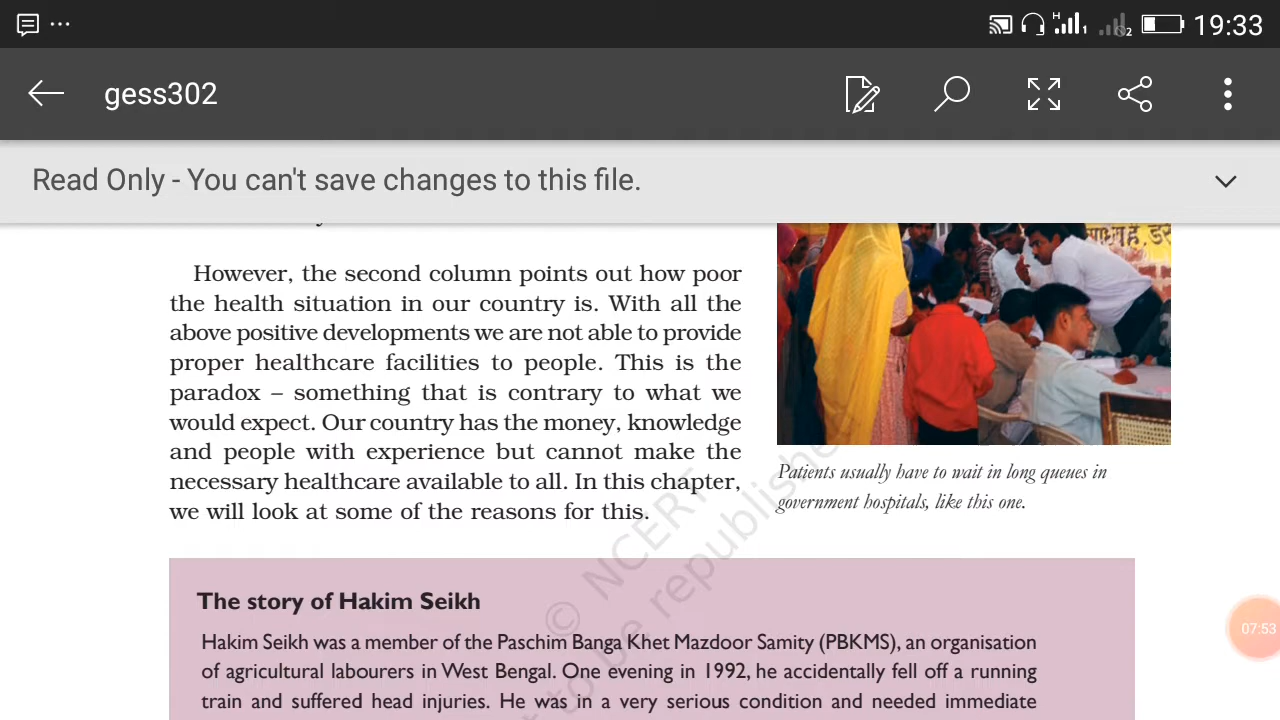 19:33
gess302
Read Only - You can't save changes to this file.
However, the second column points out how poor
the health situation in our country is. With all the
above positive developments we are not able to provide
proper healthcare facilities to people. This is the
paradox – something that is contrary to what we
would expect. Our country has the money, knowledge
and people with experience but cannot make the
necessary healthcare available to all. In this chapter,
we will look at some of the reasons for this.
Patients usually have to wait in long queues in
government hospitals, like this one.
© NCERT
to be republished
The story of Hakim Seikh
Hakim Seikh was a member of the Paschim Banga Khet Mazdoor Samity (PBKMS), an organisation
of agricultural labourers in West Bengal. One evening in 1992, he accidentally fell off a running
train and suffered head injuries. He was in a very serious condition and needed immediate
07:53